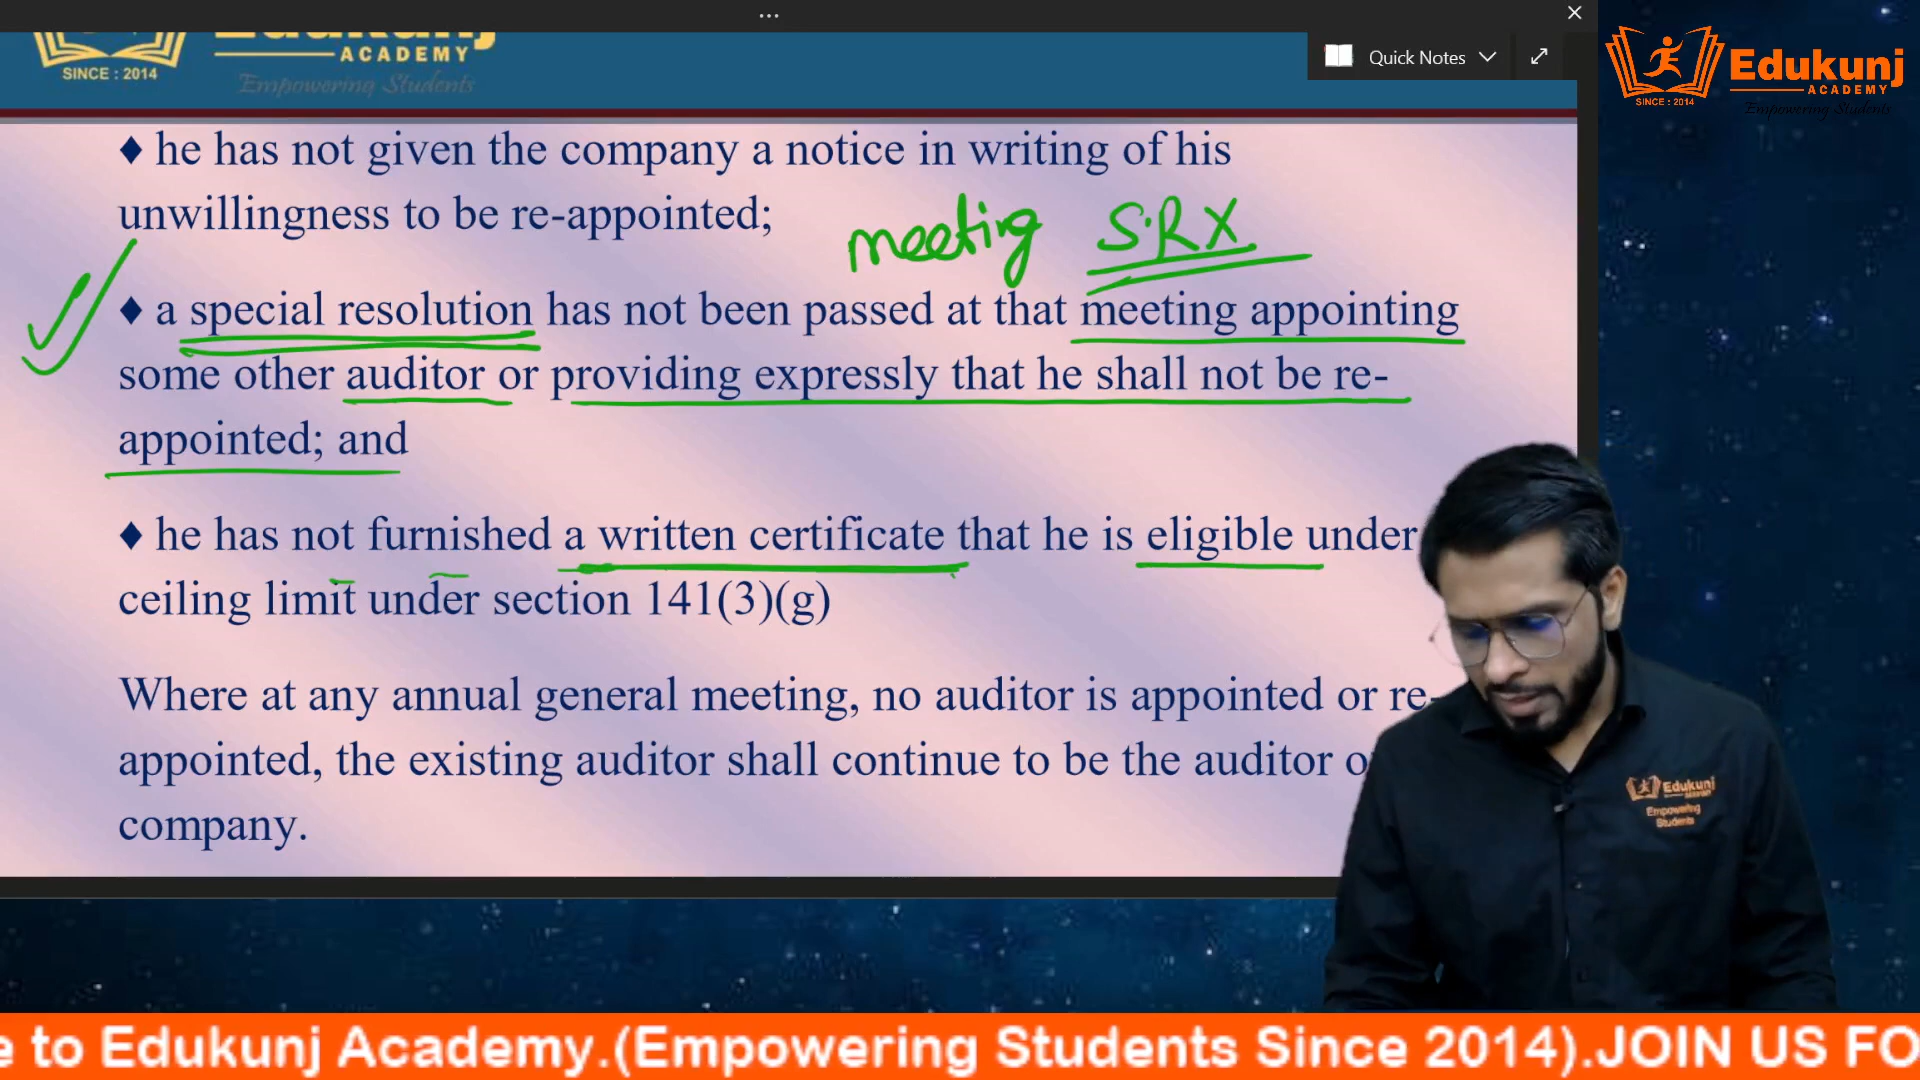 ACADEMY
SINCE : 2014
Empowering Students
Quick Notes
Edukunj
ACADEMY
SINCE : 2014
Empowering Students
♦ he has not given the company a notice in writing of his
unwillingness to be re-appointed;
meeting S.R X
♦ a special resolution has not been passed at that meeting appointing
some other auditor or providing expressly that he shall not be re-
appointed; and
♦ he has not furnished a written certificate that he is eligible under
ceiling limit under section 141(3)(g)
Where at any annual general meeting, no auditor is appointed or re-
appointed, the existing auditor shall continue to be the auditor
company.
Edukunj
Empowering
Students
e to Edukunj Academy.(Empowering Students Since 2014).JOIN US FO